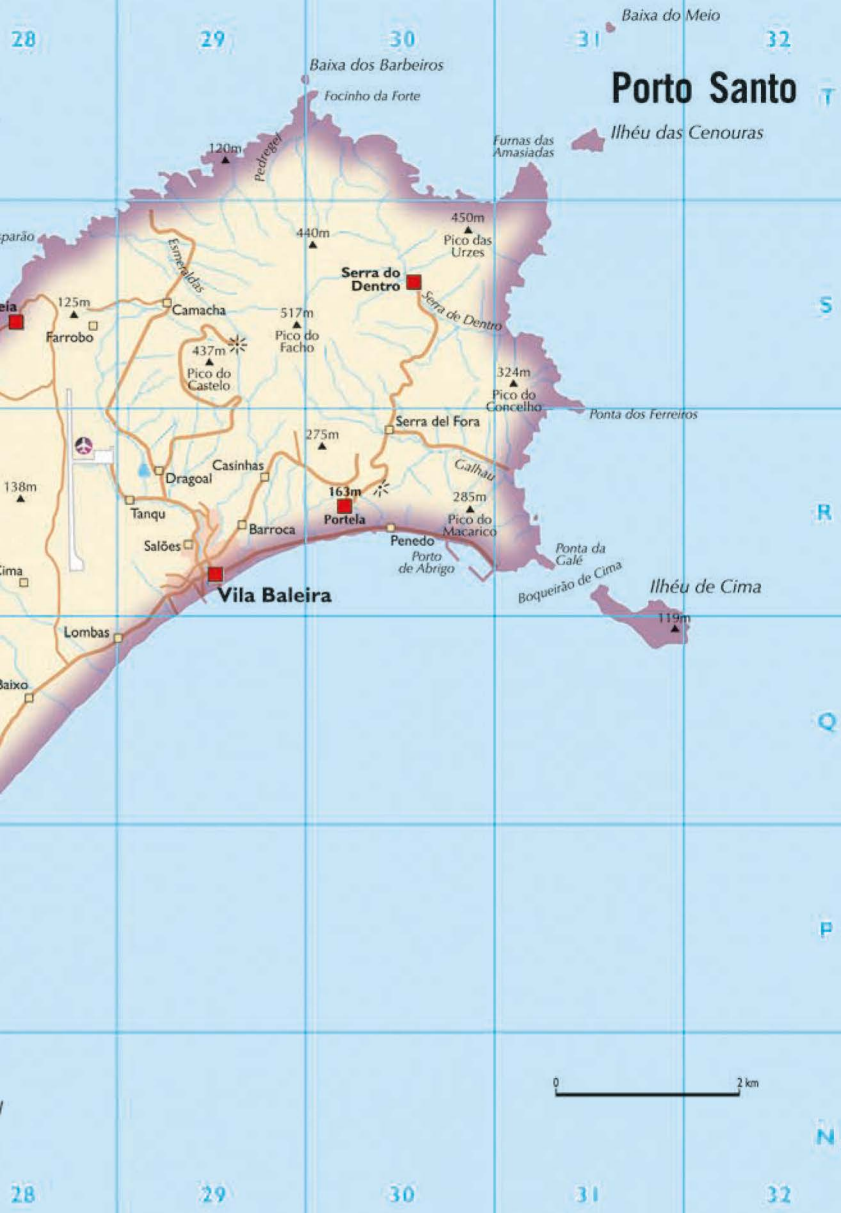 Baixa do Meio
28 29 30 31 32
Porto Santo
T
Baixa dos Barbeiros
Focinho da Forte
Ilhéu das Cenouras
Furnas das
Amasiadas
120m
Pedregej
450m
Pico das
Urzes
440m
Esmeraldas
Serra do
Dentro
Serra de Dentro
S
125m
Farrobo
Camacha
517m
Pico do
Facho
437m
Pico do
Castelo
324m
Pico do
Concelho
Ponta dos Ferreiros
Serra del Fora
275m
Galhau
Casinhas
Dragoal
138m
163m
Portela
285m
Pico do
Macarico
R
Tanqu
Barroca
Salões
Penedo
Porto
de Abrigo
Ponta da
Galé
Boqueirão de Cima
Ilhéu de Cima
Vila Baleira
119m
Lombas
Baixo
Q
P
0 2 km
N
28 29 30 31 32